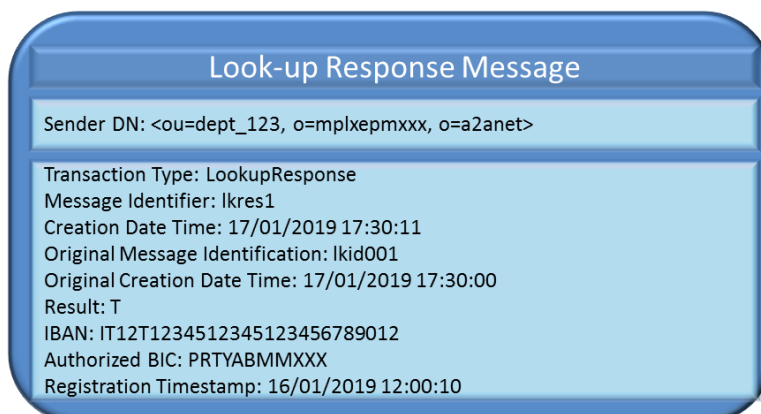 Look-up Response Message
Sender DN: <ou=dept_123, o=mplxepmxxx, o=a2anet>
Transaction Type: LookupResponse
Message Identifier: lkres1
Creation Date Time: 17/01/2019 17:30:11
Original Message Identification: lkid001
Original Creation Date Time: 17/01/2019 17:30:00
Result: T
IBAN: IT12T1234512345123456789012
Authorized BIC: PRTYABMMXXX
Registration Timestamp: 16/01/2019 12:00:10